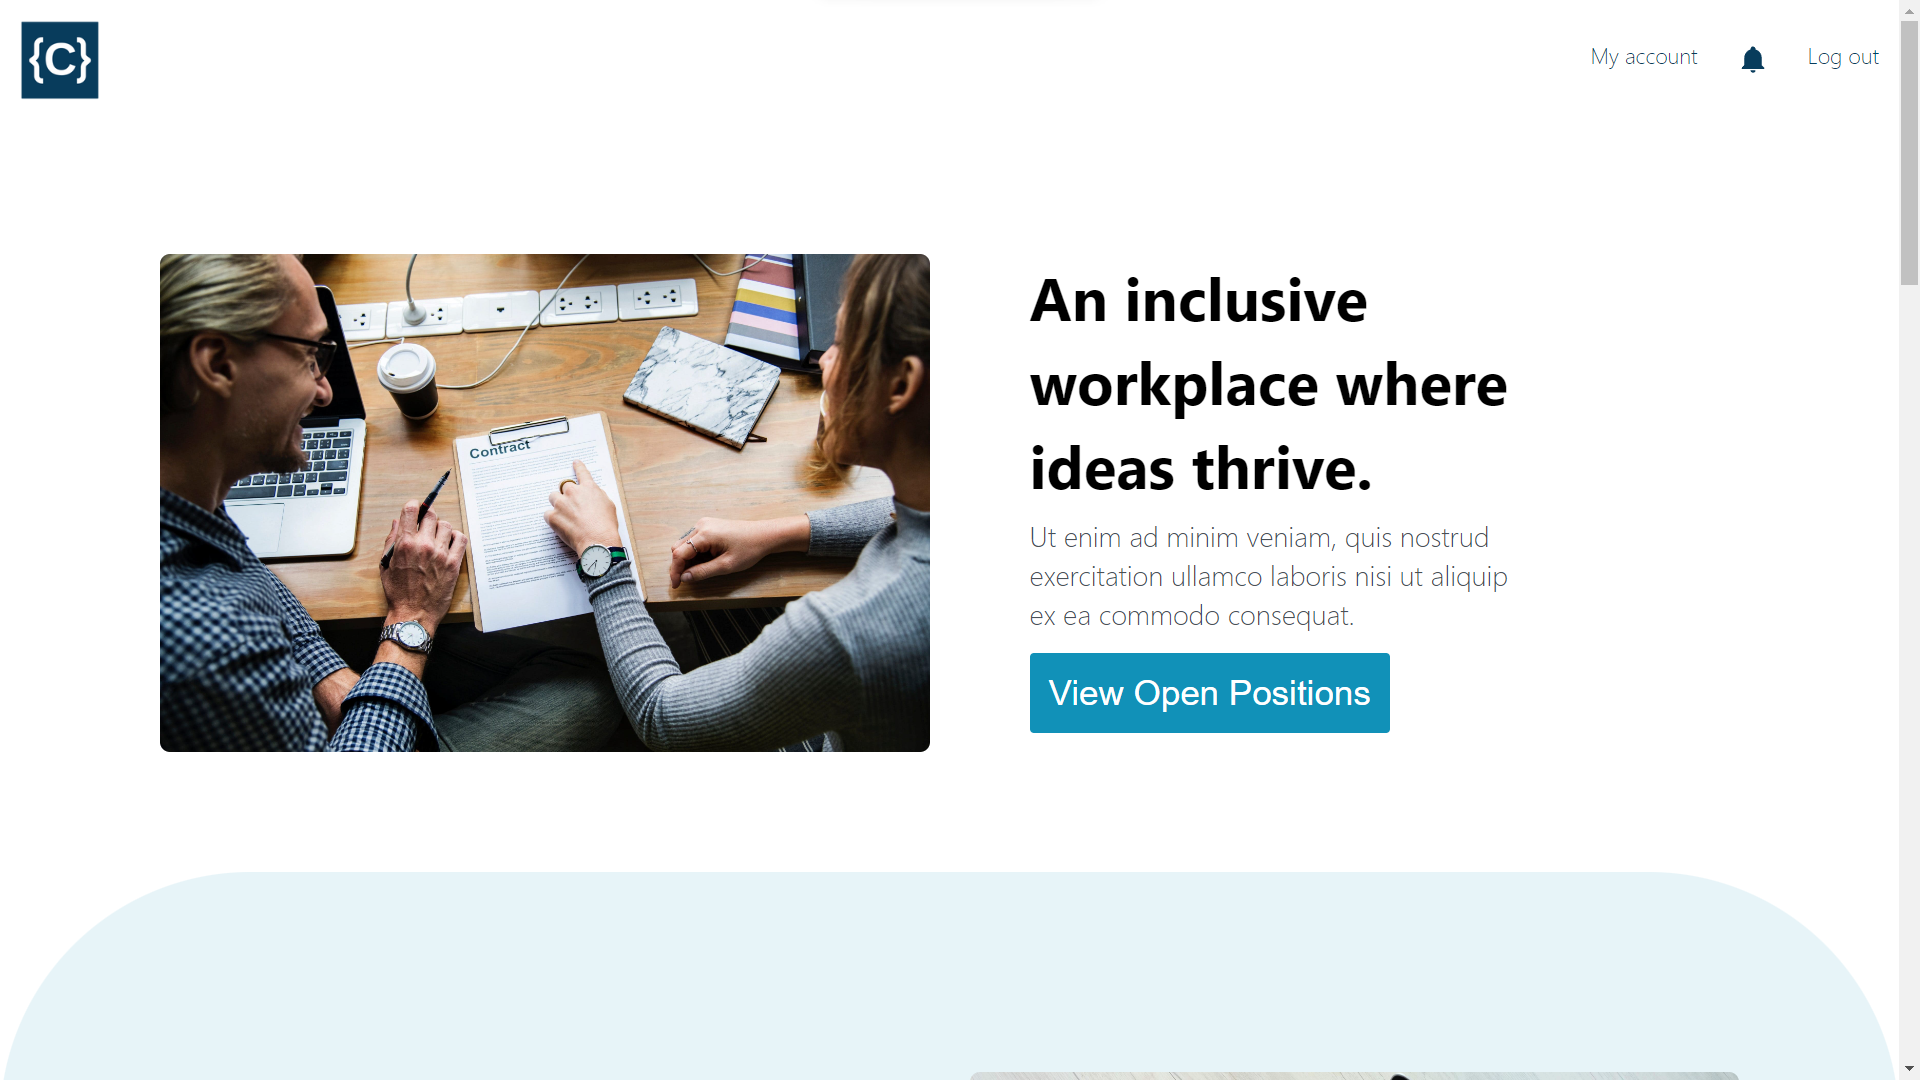 {C}
My account
Log out
Contract
An inclusive
workplace where
ideas thrive.
Ut enim ad minim veniam, quis nostrud
exercitation ullamco laboris nisi ut aliquip
ex ea commodo consequat.
View Open Positions